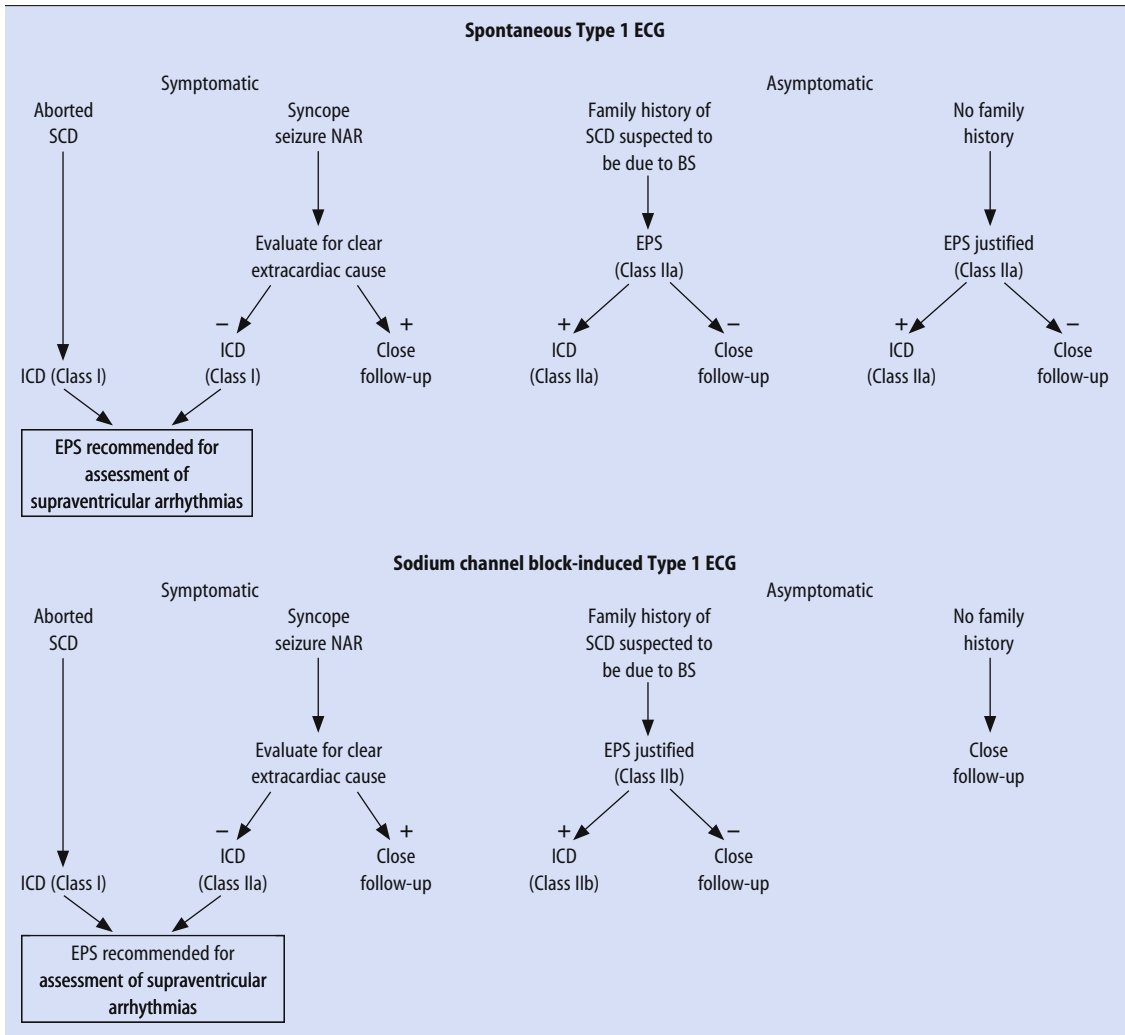 Spontaneous Type 1 ECG
Symptomatic
Asymptomatic
Aborted
SCD
Syncope
seizure NAR
Family history of
SCD suspected to
be due to BS
No family
history
Evaluate for clear
extracardiac cause
EPS
(Class IIa)
EPS justified
(Class IIa)
−
+
+
−
+
−
ICD (Class I)
ICD
(Class I)
Close
follow-up
ICD
(Class IIa)
Close
follow-up
ICD
(Class IIa)
Close
follow-up
EPS recommended for
assessment of
supraventricular arrhythmias
Sodium channel block-induced Type 1 ECG
Symptomatic
Asymptomatic
Aborted
SCD
Syncope
seizure NAR
Family history of
SCD suspected to
be due to BS
No family
history
Evaluate for clear
extracardiac cause
EPS justified
(Class IIb)
Close
follow-up
−
+
+
−
ICD (Class I)
ICD
(Class IIa)
Close
follow-up
ICD
(Class IIb)
Close
follow-up
EPS recommended for
assessment of supraventricular
arrhythmias